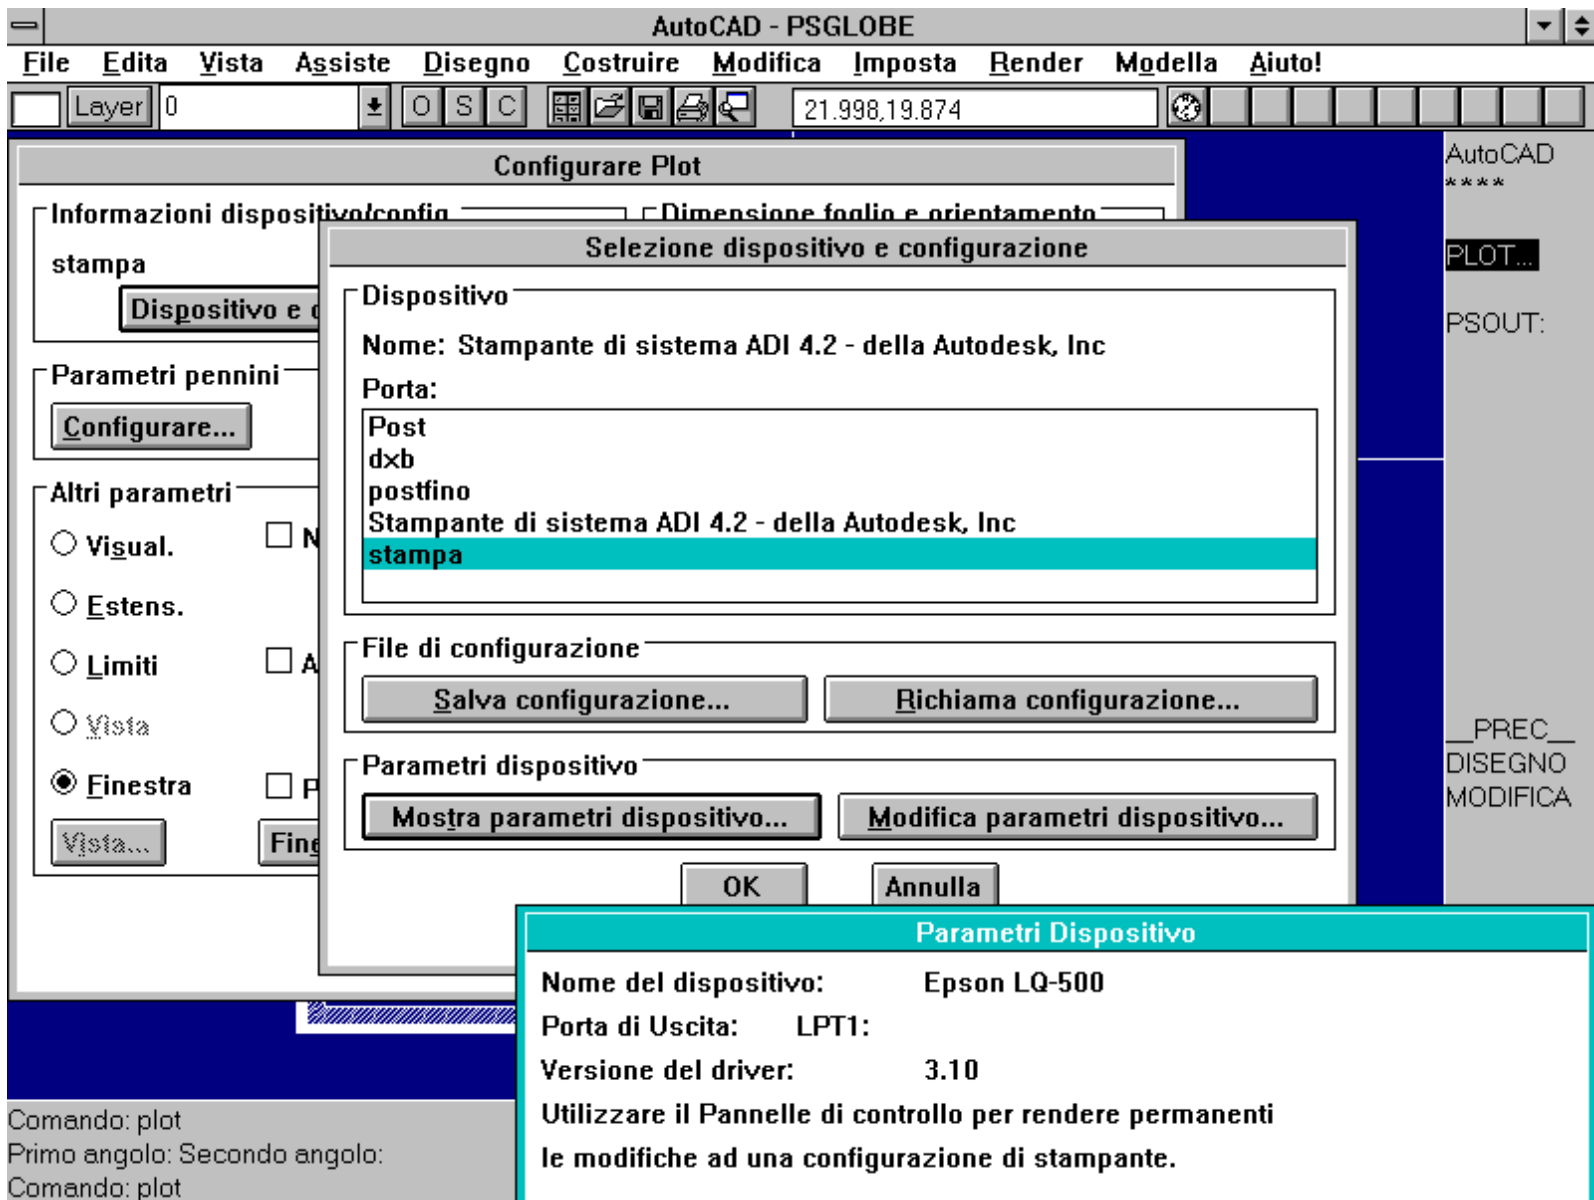 AutoCAD - PSGLOBE
File Edita Vista Assiste Disegno Costruire Modifica Imposta Render Modella Aiuto!
Layer 0 O S C 21.998,19.874
AutoCAD
****
PLOT...
PSOUT:
__PREC__
DISEGNO
MODIFICA
Configurare Plot
Informazioni dispositivo/config
Dimensione foglio e orientamento
stampa
Dispositivo e
Parametri pennini
Configurare...
Altri parametri
Visual.
N
Estens.
Limiti
A
Vista
Finestra
P
Vista...
Selezione dispositivo e configurazione
Dispositivo
Nome: Stampante di sistema ADI 4.2 - della Autodesk, Inc
Porta:
Post
dxb
postfino
Stampante di sistema ADI 4.2 - della Autodesk, Inc
stampa
File di configurazione
Salva configurazione... Richiama configurazione...
Parametri dispositivo
Mostra parametri dispositivo... Modifica parametri dispositivo...
OK Annulla
Parametri Dispositivo
Nome del dispositivo: Epson LQ-500
Porta di Uscita: LPT1:
Versione del driver: 3.10
Utilizzare il Pannelle di controllo per rendere permanenti
le modifiche ad una configurazione di stampante.
Comando: plot
Primo angolo: Secondo angolo:
Comando: plot